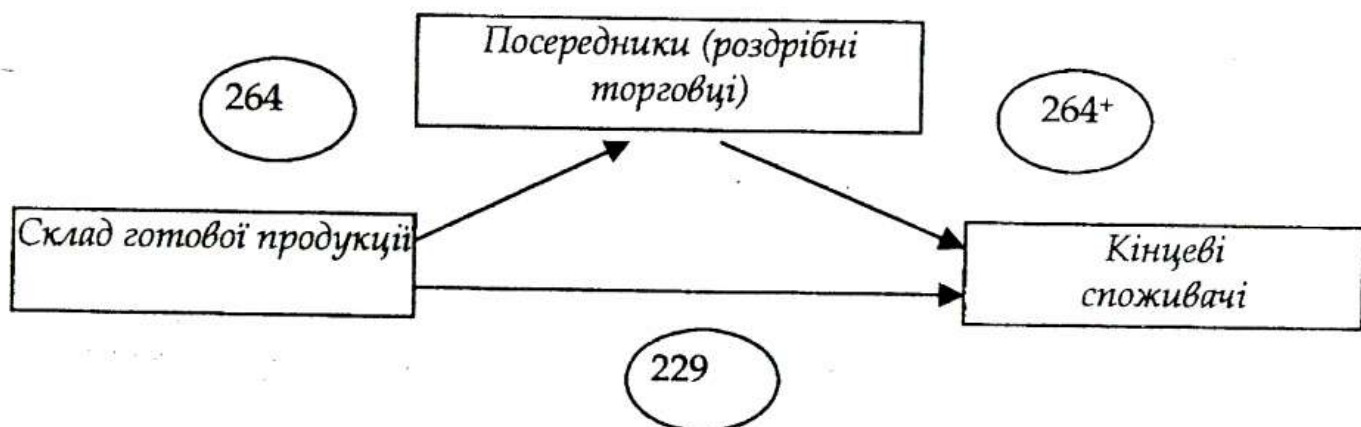 Посередники (роздрібні
торговці)
264
264⁺
Склад готової продукції
Кінцеві
споживачі
229